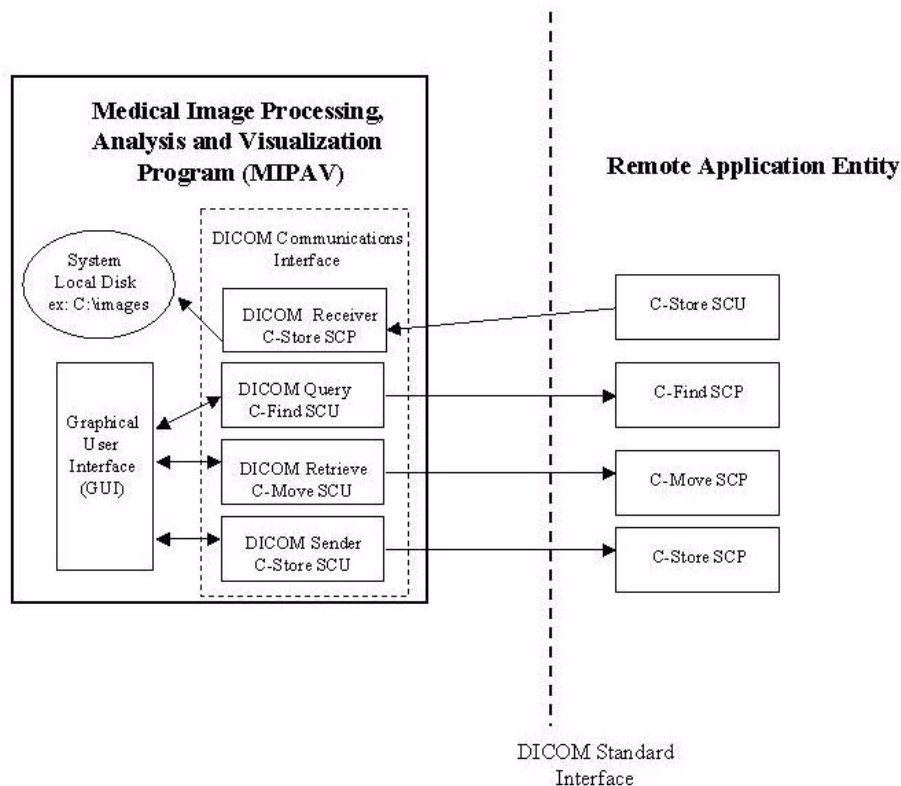 Medical Image Processing,
Analysis and Visualization
Program (MIPAV)
Remote Application Entity
DICOM Communications
Interface
System
Local Disk
ex: C:\images
DICOM Receiver
C-Store SCP
C-Store SCU
DICOM Query
C-Find SCU
C-Find SCP
Graphical
User
Interface
(GUI)
DICOM Retrieve
C-Move SCU
C-Move SCP
DICOM Sender
C-Store SCU
C-Store SCP
DICOM Standard
Interface